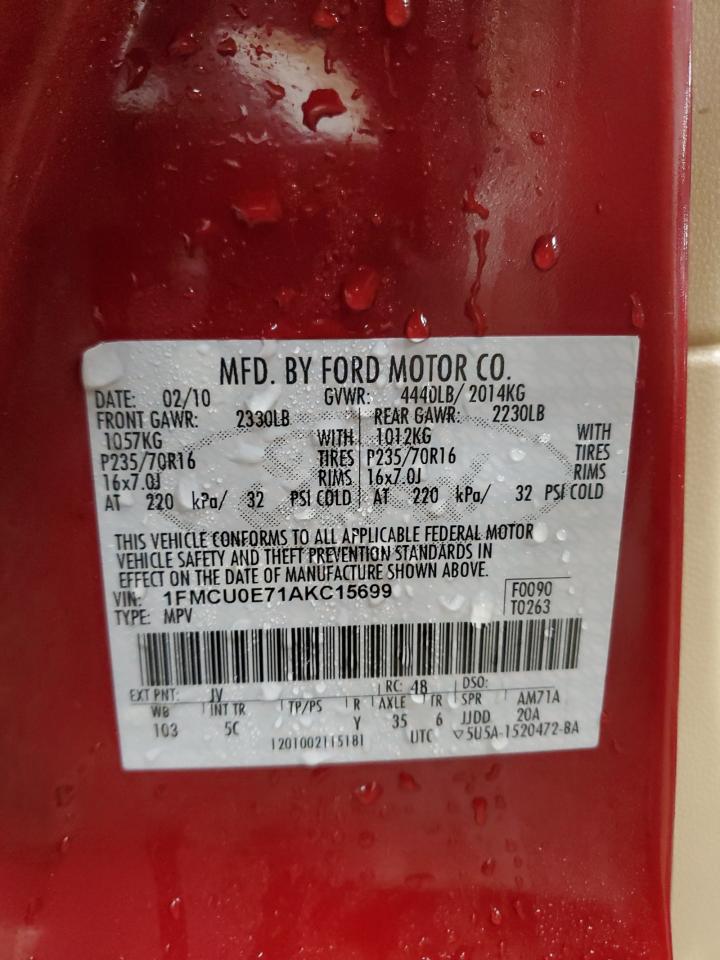 MFD. BY FORD MOTOR CO.
DATE: 02/10 GVWR: 4440LB/ 2014KG
FRONT GAWR: 2330LB REAR GAWR: 2230LB
1057KG WITH 1012KG WITH
P235/70R16 TIRES P235/70R16 TIRES
16x7.0J RIMS 16x7.0J RIMS
AT 220 kPa/ 32 PSI COLD AT 220 kPa/ 32 PSI COLD
THIS VEHICLE CONFORMS TO ALL APPLICABLE FEDERAL MOTOR
VEHICLE SAFETY AND THEFT PREVENTION STANDARDS IN
EFFECT ON THE DATE OF MANUFACTURE SHOWN ABOVE.
VIN: 1FMCU0E71AKC15699 F0090
TYPE: MPV T0263
EXT PNT: JV RC: 48 DSO:
WB INT TR TP/PS R AXLE TR SPR AM71A
103 5C Y 35 6 JJDD 20A
1201002115181 UTC ▽5U5A-1520472-BA